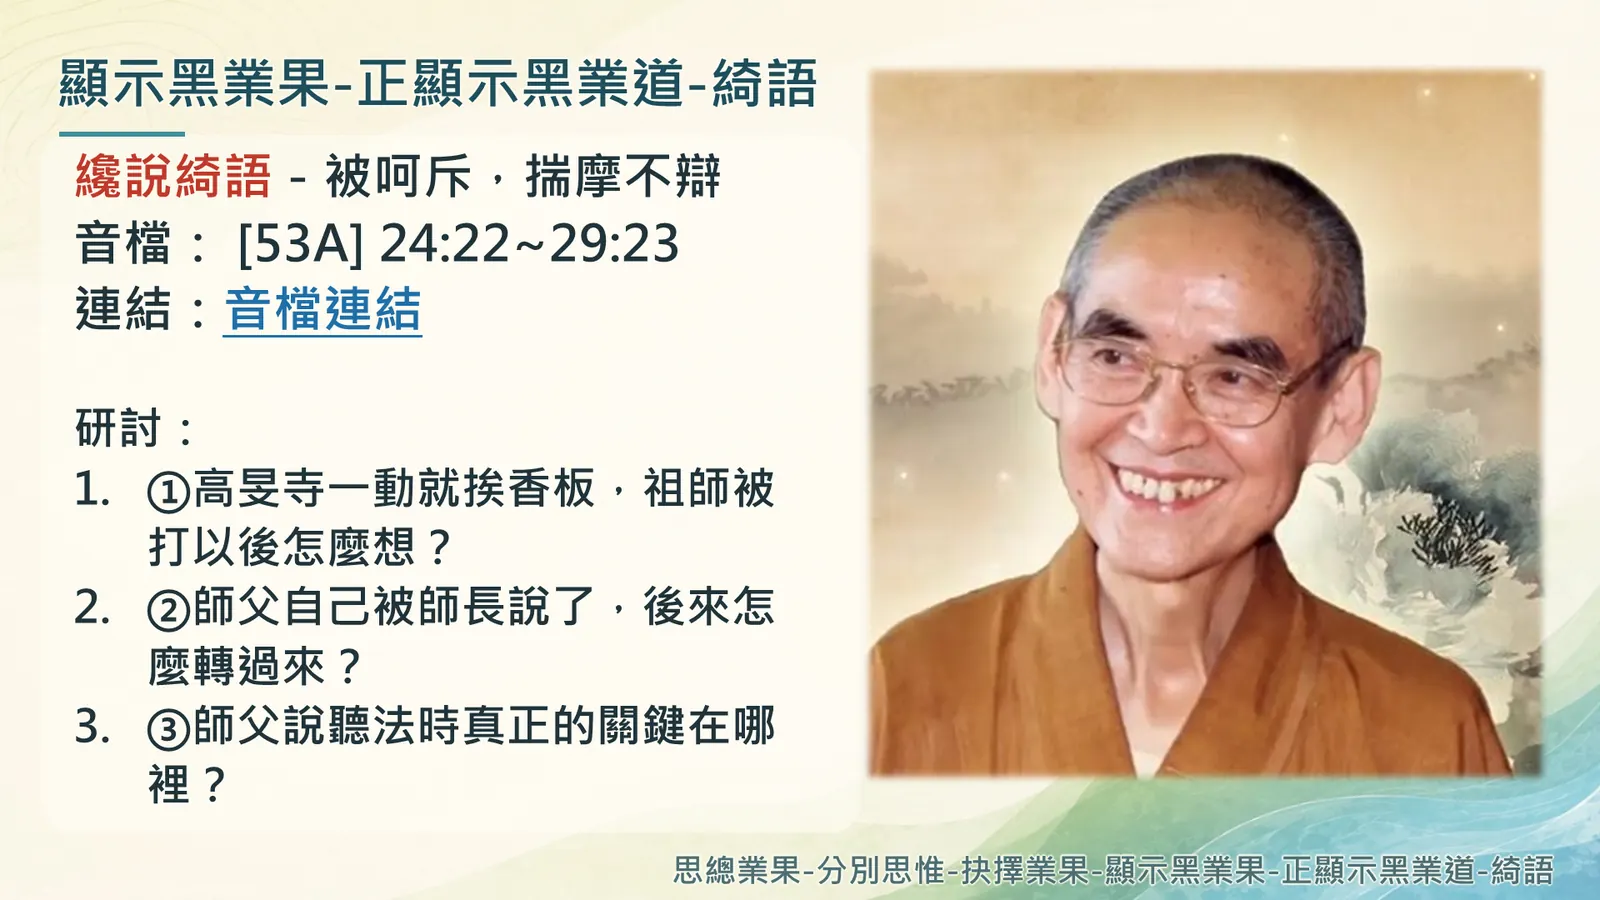 顯示黑業果-正顯示黑業道-綺語
纔說綺語 - 被呵斥，揣摩不辯
音檔： [53A] 24:22~29:23
連結：音檔連結
研討：
1. ①高旻寺一動就挨香板，祖師被
打以後怎麼想？
2. ②師父自己被師長說了，後來怎
麼轉過來？
3. ③師父說聽法時真正的關鍵在哪
裡？
思總業果-分別思惟-抉擇業果-顯示黑業果-正顯示黑業道-綺語